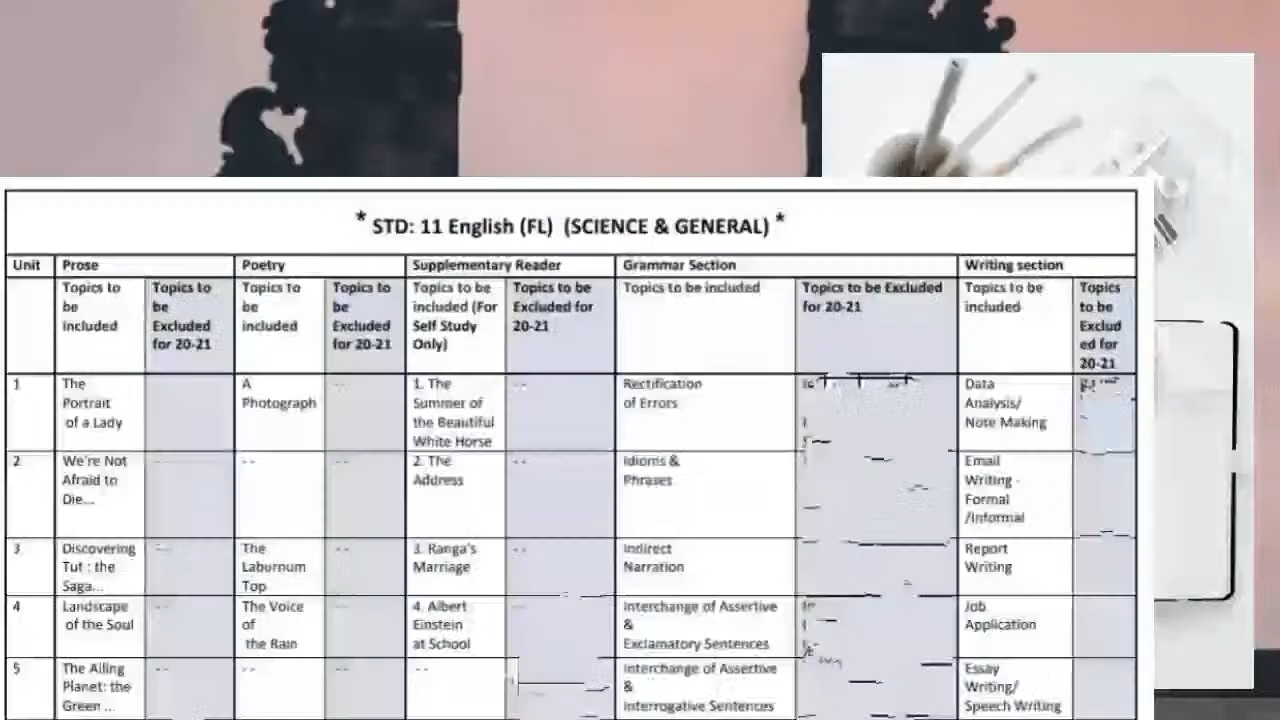 * STD: 11 English (FL) (SCIENCE & GENERAL) *
Unit Prose Poetry Supplementary Reader Grammar Section Writing section
Topics to be included
Topics to be Excluded for 20-21
Topics to be included
Topics to be Excluded for 20-21
Topics to be included (For Self Study Only)
Topics to be Excluded for 20-21
Topics to be included
Topics to be Excluded for 20-21
Topics to be included
Topics to be Excluded for 20-21
1
The
Portrait
of a Lady
A
Photograph
--
1. The
Summer of
the Beautiful
White Horse
--
Rectification
of Errors
Data
Analysis/
Note Making
2
We're Not
Afraid to
Die...
--
--
2. The
Address
--
Idioms &
Phrases
Email
Writing -
Formal
/Informal
3
Discovering
Tut : the
Saga...
--
The
Laburnum
Top
--
3. Ranga's
Marriage
--
Indirect
Narration
Report
Writing
4
Landscape
of the Soul
--
The Voice
of
the Rain
--
4. Albert
Einstein
at School
--
Interchange of Assertive
&
Exclamatory Sentences
Job
Application
5
The Ailing
Planet: the
Green ...
--
--
--
--
Interchange of Assertive
&
Interrogative Sentences
Essay
Writing/
Speech Writing